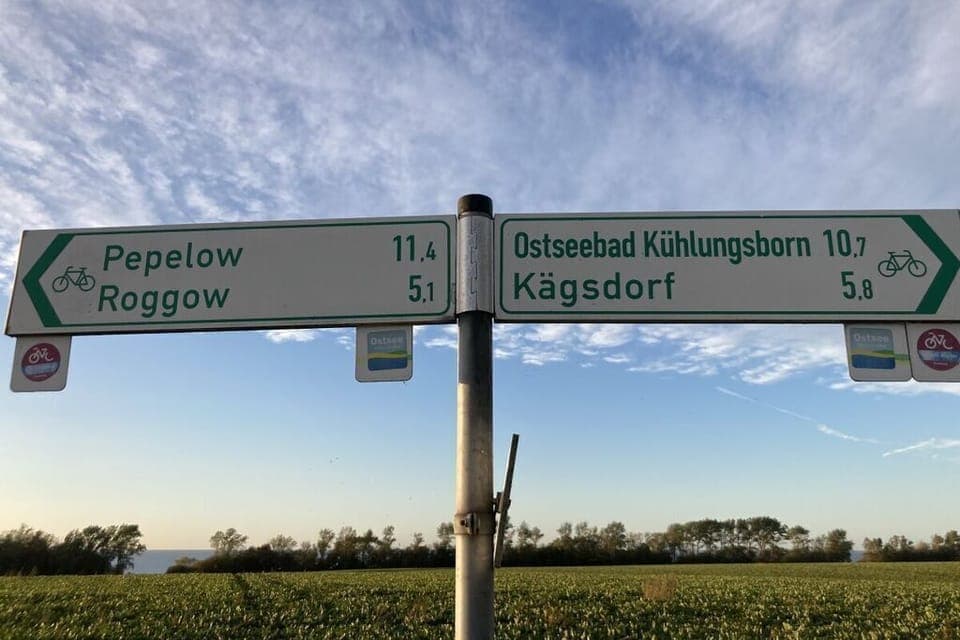 Pepelow 11,4
Roggow 5,1
Ostseebad Kühlungsborn 10,7
Kägsdorf 5,8
Ostsee
Ostsee